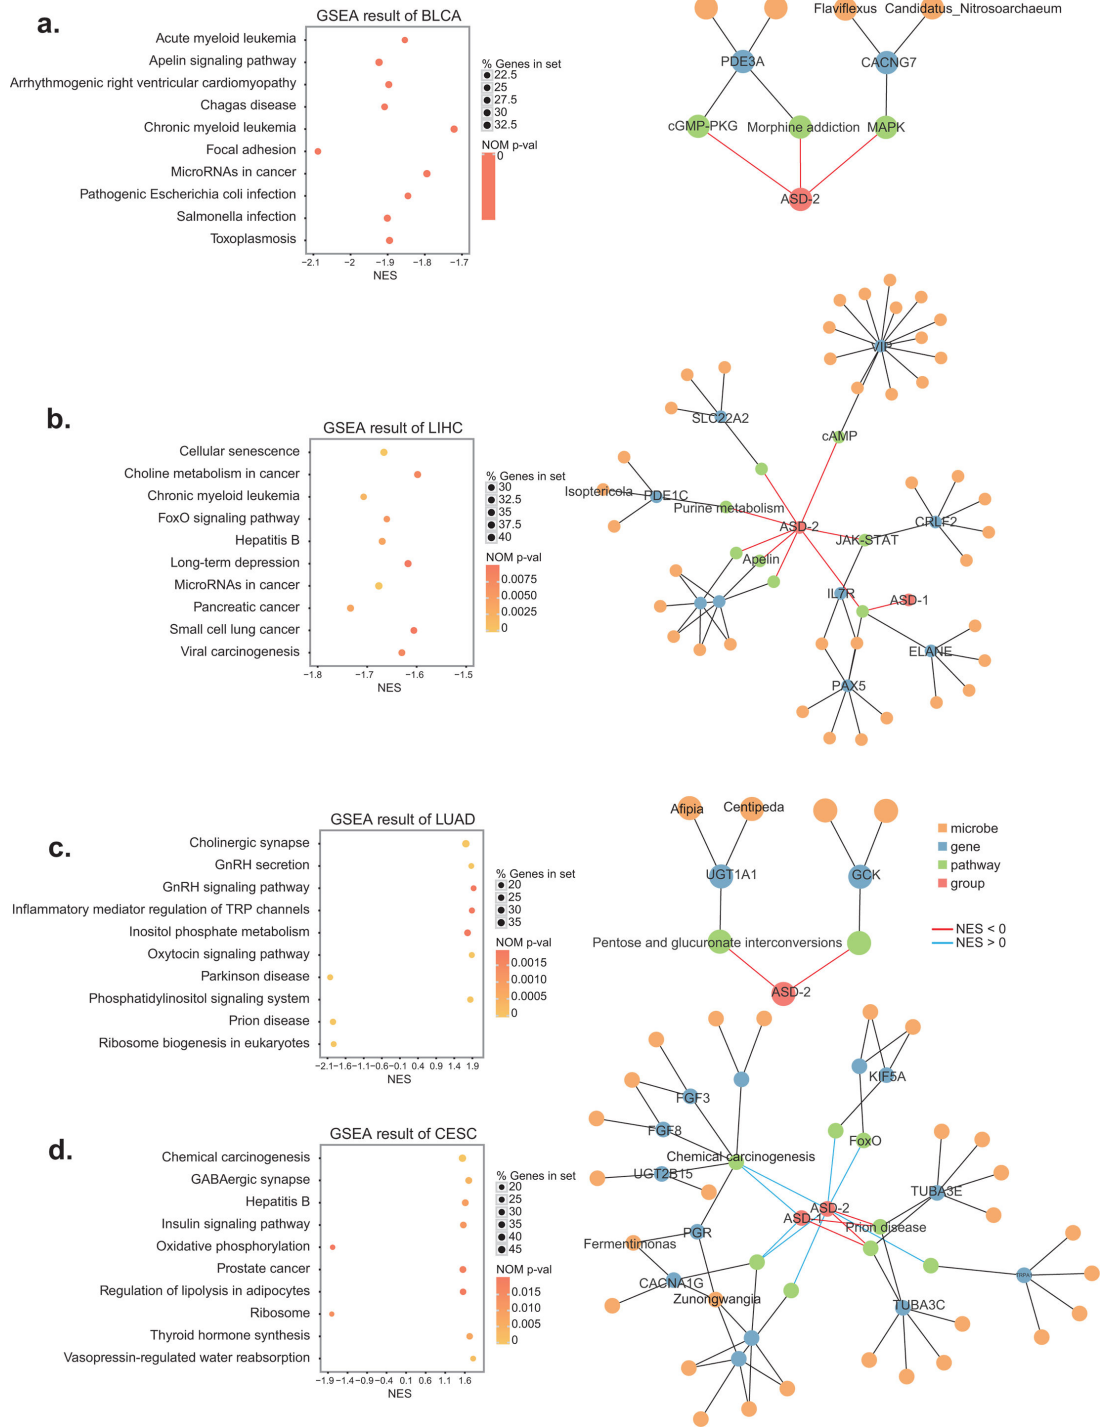 a.
GSEA result of BLCA
Acute myeloid leukemia
Apelin signaling pathway
Arrhythmogenic right ventricular cardiomyopathy
Chagas disease
Chronic myeloid leukemia
Focal adhesion
MicroRNAs in cancer
Pathogenic Escherichia coli infection
Salmonella infection
Toxoplasmosis
−2.1 −2 −1.9 −1.8 −1.7
NES
% Genes in set
22.5
25
27.5
30
32.5
NOM p-val
0
Flaviflexus Candidatus_Nitrosoarchaeum
PDE3A CACNG7
cGMP-PKG Morphine addiction MAPK
ASD-2
b.
GSEA result of LIHC
Cellular senescence
Choline metabolism in cancer
Chronic myeloid leukemia
FoxO signaling pathway
Hepatitis B
Long-term depression
MicroRNAs in cancer
Pancreatic cancer
Small cell lung cancer
Viral carcinogenesis
−1.8 −1.7 −1.6 −1.5
NES
% Genes in set
30
32.5
35
37.5
40
NOM p-val
0.0075
0.0050
0.0025
0
VIP
SLC22A2
cAMP
Isoptericola PDE1C
Purine metabolism
ASD-2
CRLF2
JAK-STAT
Apelin
IL7R
ASD-1
ELANE
PAX5
c.
GSEA result of LUAD
Cholinergic synapse
GnRH secretion
GnRH signaling pathway
Inflammatory mediator regulation of TRP channels
Inositol phosphate metabolism
Oxytocin signaling pathway
Parkinson disease
Phosphatidylinositol signaling system
Prion disease
Ribosome biogenesis in eukaryotes
−2.1 −1.6 −1.1 −0.6 −0.1 0.4 0.9 1.4 1.9
NES
% Genes in set
20
25
30
35
NOM p-val
0.0015
0.0010
0.0005
0
Afipia Centipeda
UGT1A1 GCK
Pentose and glucuronate interconversions
ASD-2
microbe
gene
pathway
group
NES < 0
NES > 0
d.
GSEA result of CESC
Chemical carcinogenesis
GABAergic synapse
Hepatitis B
Insulin signaling pathway
Oxidative phosphorylation
Prostate cancer
Regulation of lipolysis in adipocytes
Ribosome
Thyroid hormone synthesis
Vasopressin-regulated water reabsorption
−1.9 −1.4 −0.9 −0.4 0.1 0.6 1.1 1.6
NES
% Genes in set
20
25
30
35
40
45
NOM p-val
0.015
0.010
0.005
0
KIF5A
FGF3
FGF8
FoxO
Chemical carcinogenesis
UGT2B15
TUBA3E
ASD-2
ASD-1
Prion disease
PGR
Fermentimonas
CACNA1G
Zunongwangia
TUBA3C